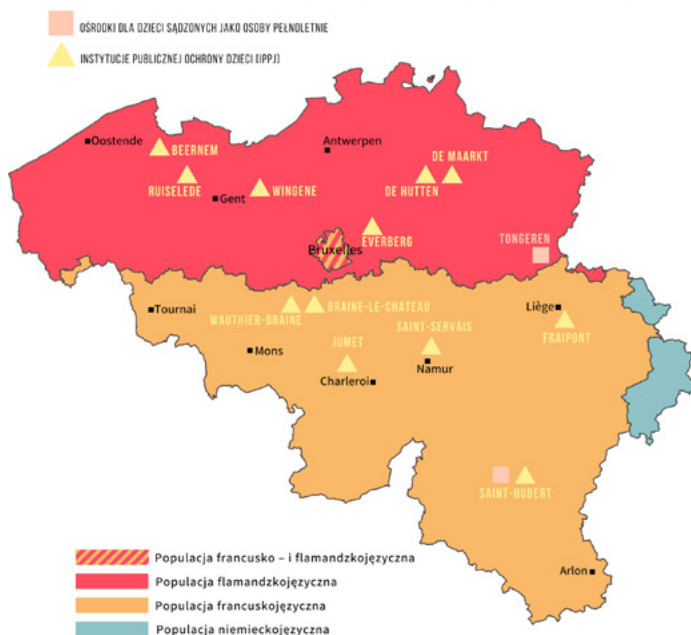 OŚRODKI DLA DZIECI SĄDZONYCH JAKO OSOBY PEŁNOLETNIE
INSTYTUCJE PUBLICZNEJ OCHRONY DZIECI [IPPJ]
Oostende
BEERNEM
Antwerpen
DE MAARKT
RUISELEDE
WINGENE
DE HUTTEN
Gent
EVERBERG
TONGEREN
Bruxelles
Tournai
WAUTHIER-BRAINE
BRAINE-LE-CHATEAU
Liège
FRAIPONT
Mons
JUMET
SAINT-SERVAIS
Charleroi
Namur
SAINT-HUBERT
Arlon
Populacja francusko – i flamandzkojęzyczna
Populacja flamandzkojęzyczna
Populacja francuskojęzyczna
Populacja niemieckojęzyczna